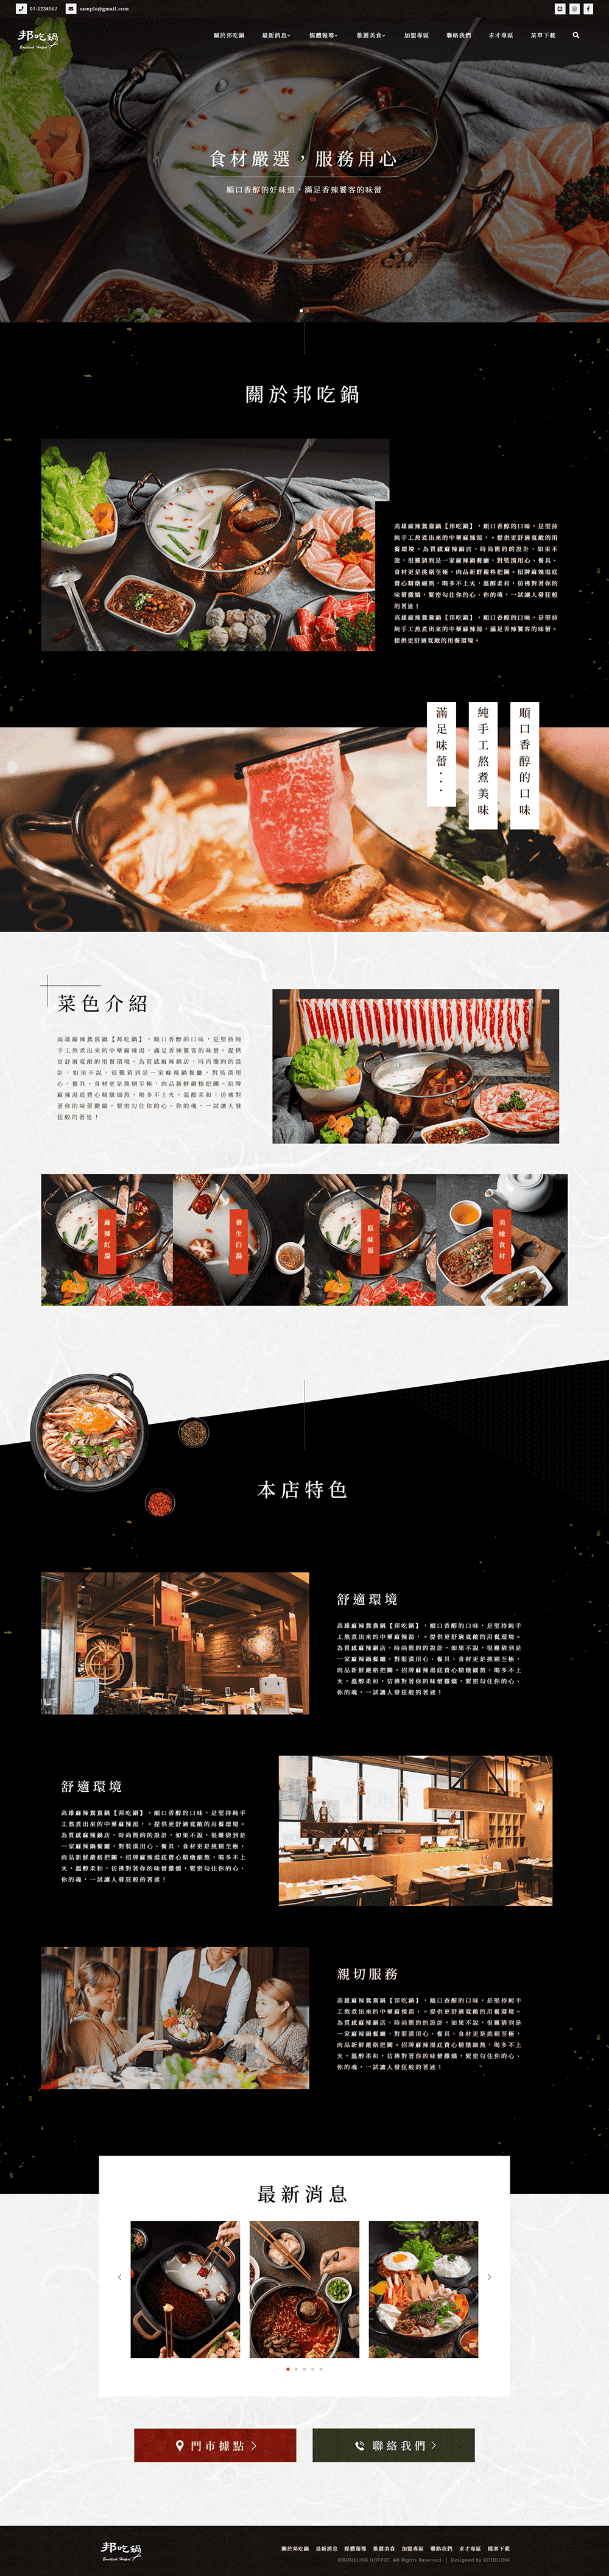 07-1234567
sample@gmail.com
邦吃鍋
Bondlink Hotpot
關於邦吃鍋 最新消息 媒體報導 推薦美食 加盟專區 聯絡我們 求才專區 菜單下載
食材嚴選，服務用心
順口香醇的好味道，滿足香辣饕客的味蕾
關於邦吃鍋
高雄麻辣鴛鴦鍋【邦吃鍋】，順口香醇的口味，是堅持
純手工熬煮出來的中華麻辣湯，。提供更舒適寬敞的用
餐環境。為質感麻辣鍋店，時尚簡約的設計，如果不
說，很難猜到是一家麻辣鍋餐廳，對裝潢用心、餐具、
食材更是挑剔至極，肉品新鮮嚴格把關。招牌麻辣湯底
費心精燉細熬，喝多不上火，溫醇柔和，彷彿對著你的
味蕾撒嬌，緊密勾住你的心、你的魂，一試讓人發狂般
的著迷！
高雄麻辣鴛鴦鍋【邦吃鍋】，順口香醇的口味，是堅持
純手工熬煮出來的中華麻辣湯，滿足香辣饕客的味蕾。
提供更舒適寬敞的用餐環境。
順口香醇的口味
純手工熬煮美味
滿足味蕾...
菜色介紹
高雄麻辣鴛鴦鍋【邦吃鍋】，順口香醇的口味，是堅持純
手工熬煮出來的中華麻辣湯，滿足香辣饕客的味蕾。提供
更舒適寬敞的用餐環境。為質感麻辣鍋店，時尚簡約的設
計，如果不說，很難猜到是一家麻辣鍋餐廳，對裝潢用
心、餐具、食材更是挑剔至極，肉品新鮮嚴格把關。招牌
麻辣湯底費心精燉細熬，喝多不上火，溫醇柔和，彷彿對
著你的味蕾撒嬌，緊密勾住你的心、你的魂，一試讓人發
狂般的著迷！
麻辣紅湯
養生白湯
原味湯
美味食材
本店特色
舒適環境
高雄麻辣鴛鴦鍋【邦吃鍋】，順口香醇的口味，是堅持純手
工熬煮出來的中華麻辣湯，。提供更舒適寬敞的用餐環境。
為質感麻辣鍋店，時尚簡約的設計，如果不說，很難猜到是
一家麻辣鍋餐廳，對裝潢用心、餐具、食材更是挑剔至極，
肉品新鮮嚴格把關。招牌麻辣湯底費心精燉細熬，喝多不上
火，溫醇柔和，彷彿對著你的味蕾撒嬌，緊密勾住你的心、
你的魂，一試讓人發狂般的著迷！
舒適環境
高雄麻辣鴛鴦鍋【邦吃鍋】，順口香醇的口味，是堅持純手
工熬煮出來的中華麻辣湯，。提供更舒適寬敞的用餐環境。
為質感麻辣鍋店，時尚簡約的設計，如果不說，很難猜到是
一家麻辣鍋餐廳，對裝潢用心、餐具、食材更是挑剔至極，
肉品新鮮嚴格把關。招牌麻辣湯底費心精燉細熬，喝多不上
火，溫醇柔和，彷彿對著你的味蕾撒嬌，緊密勾住你的心、
你的魂，一試讓人發狂般的著迷！
親切服務
高雄麻辣鴛鴦鍋【邦吃鍋】，順口香醇的口味，是堅持純手
工熬煮出來的中華麻辣湯，。提供更舒適寬敞的用餐環境。
為質感麻辣鍋店，時尚簡約的設計，如果不說，很難猜到是
一家麻辣鍋餐廳，對裝潢用心、餐具、食材更是挑剔至極，
肉品新鮮嚴格把關。招牌麻辣湯底費心精燉細熬，喝多不上
火，溫醇柔和，彷彿對著你的味蕾撒嬌，緊密勾住你的心、
你的魂，一試讓人發狂般的著迷！
最新消息
門市據點
聯絡我們
邦吃鍋
Bondlink Hotpot
關於邦吃鍋 最新消息 媒體報導 推薦美食 加盟專區 聯絡我們 求才專區 檔案下載
©BONKLINK HOTPOT. All Rights Reserved. | Designed by BONDLINK